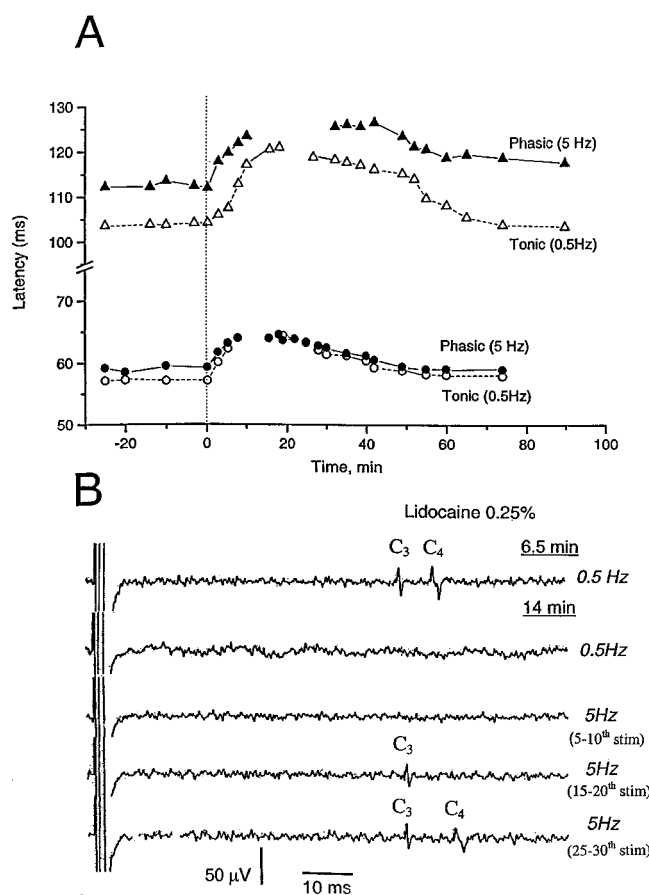 A
130
120
110
100
70
60
50
Latency (ms)
Phasic (5 Hz)
Tonic (0.5Hz)
Phasic (5 Hz)
Tonic (0.5Hz)
-20 0 20 40 60 80 100
Time, min
B
Lidocaine 0.25%
C3 C4 6.5 min
0.5 Hz
14 min
0.5Hz
5Hz
(5-10th stim)
C3
5Hz
(15-20th stim)
C3 C4
5Hz
(25-30th stim)
50 µV
10 ms